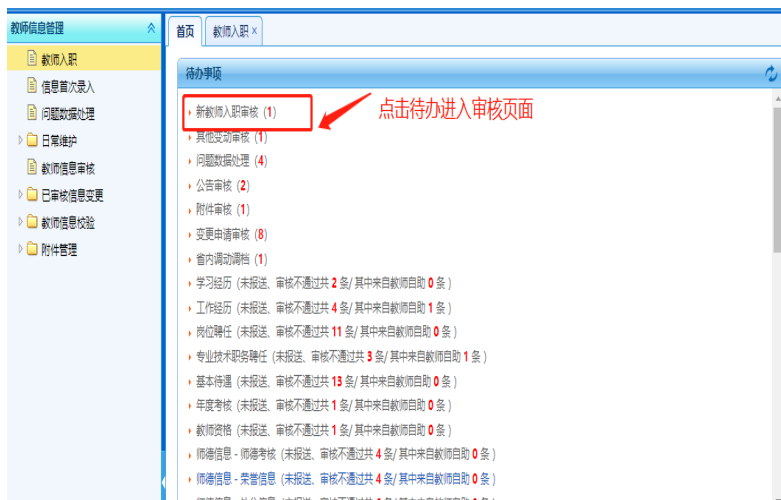 教师信息管理
教师入职
信息首次录入
问题数据处理
日常维护
教师信息审核
已审核信息变更
教师信息校验
附件管理
首页 教师入职 ×
待办事项
新教师入职审核 (1)
点击待办进入审核页面
其他变动审核 (1)
问题数据处理 (4)
公告审核 (2)
附件审核 (1)
变更申请审核 (8)
省内调动调档 (1)
学习经历 (未报送、审核不通过共 2 条/ 其中来自教师自助 0 条 )
工作经历 (未报送、审核不通过共 4 条/ 其中来自教师自助 1 条 )
岗位聘任 (未报送、审核不通过共 11 条/ 其中来自教师自助 0 条 )
专业技术职务聘任 (未报送、审核不通过共 3 条/ 其中来自教师自助 1 条 )
基本待遇 (未报送、审核不通过共 13 条/ 其中来自教师自助 0 条 )
年度考核 (未报送、审核不通过共 1 条/ 其中来自教师自助 0 条 )
教师资格 (未报送、审核不通过共 1 条/ 其中来自教师自助 0 条 )
师德信息 - 师德考核 (未报送、审核不通过共 4 条/ 其中来自教师自助 0 条 )
师德信息 - 荣誉信息 (未报送、审核不通过共 4 条/ 其中来自教师自助 0 条 )